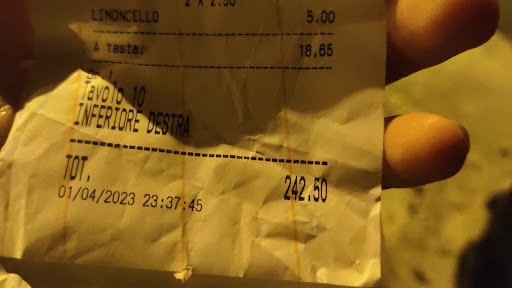 2 x 2.50
LIMONCELLO 5.00
A testa: 18,65
Tavolo 10
INFERIORE DESTRA
TOT. 242,50
01/04/2023 23:37:45